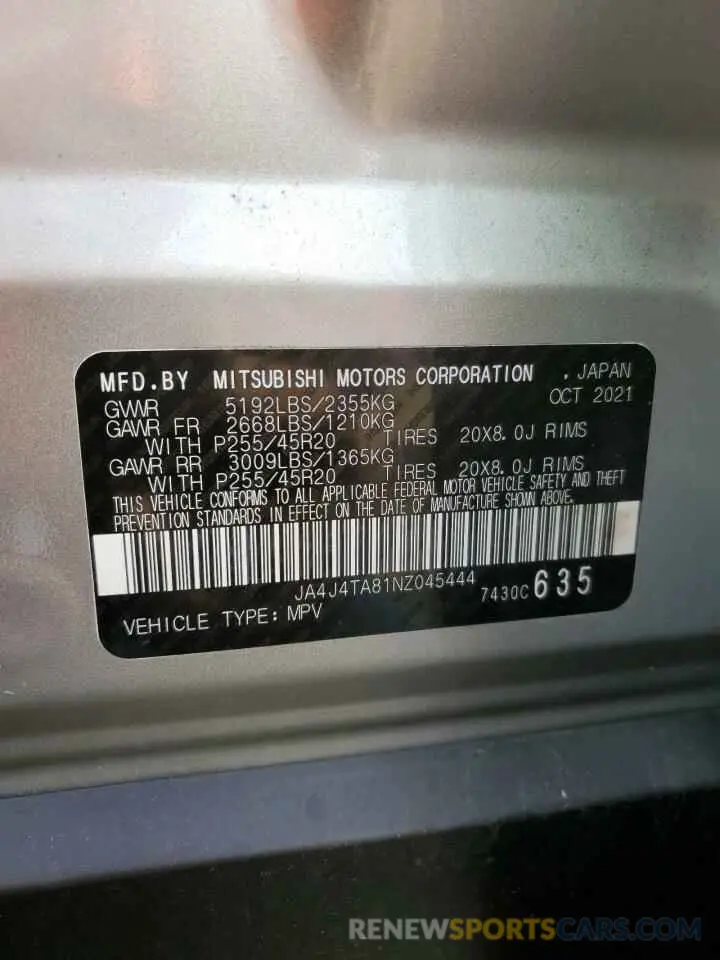 MFD.BY MITSUBISHI MOTORS CORPORATION . JAPAN
GWWR 5192LBS/2355KG OCT 2021
GAWR FR 2668LBS/1210KG
WITH P255/45R20 TIRES 20X8.0J RIMS
GAWR RR 3009LBS/1365KG
WITH P255/45R20 TIRES 20X8.0J RIMS
THIS VEHICLE CONFORMS TO ALL APPLICABLE FEDERAL MOTOR VEHICLE SAFETY AND THEFT
PREVENTION STANDARDS IN EFFECT ON THE DATE OF MANUFACTURE SHOWN ABOVE.
JA4J4TA81NZ045444 7430C 635
VEHICLE TYPE: MPV
RENEWSPORTSCARS.COM